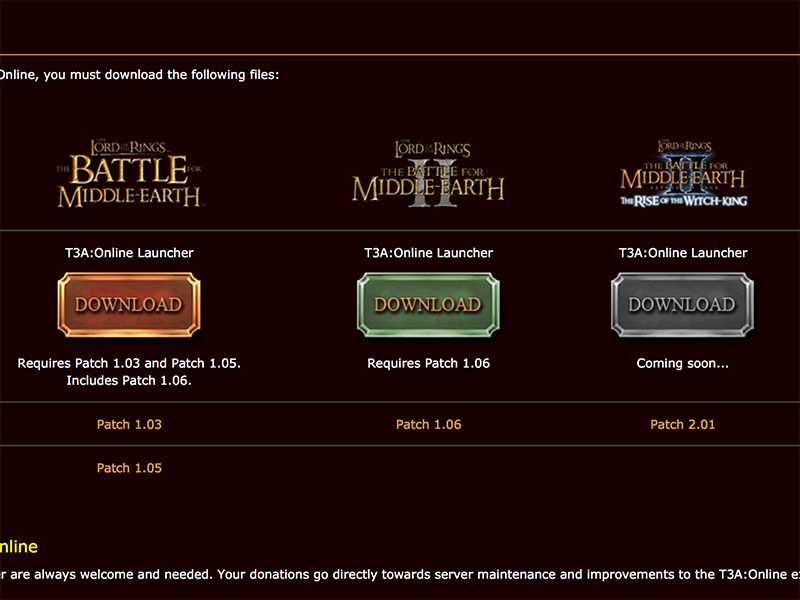 Online, you must download the following files:
THE LORD OF THE RINGS
THE BATTLE FOR
MIDDLE-EARTH
THE LORD OF THE RINGS
THE BATTLE FOR
MIDDLE-EARTH
II
THE LORD OF THE RINGS
THE BATTLE FOR
MIDDLE-EARTH
II
THE RISE OF THE WITCH-KING
T3A:Online Launcher
T3A:Online Launcher
T3A:Online Launcher
DOWNLOAD
DOWNLOAD
DOWNLOAD
Requires Patch 1.03 and Patch 1.05.
Includes Patch 1.06.
Requires Patch 1.06
Coming soon...
Patch 1.03
Patch 1.06
Patch 2.01
Patch 1.05
nline
r are always welcome and needed. Your donations go directly towards server maintenance and improvements to the T3A:Online